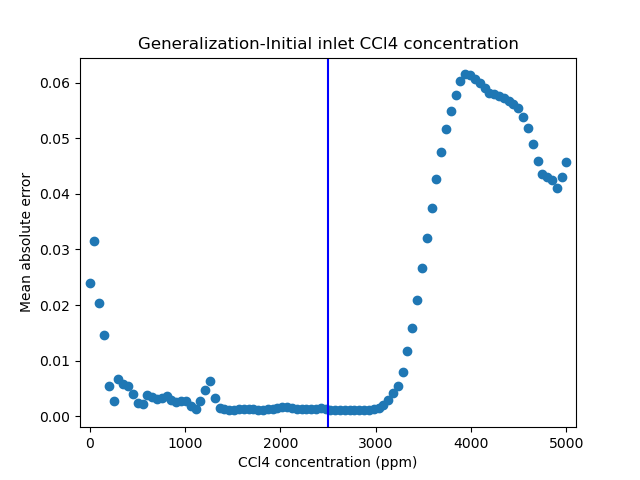 Generalization-Initial inlet CCl4 concentration
Mean absolute error
0.06
0.05
0.04
0.03
0.02
0.01
0.00
0 1000 2000 3000 4000 5000
CCl4 concentration (ppm)